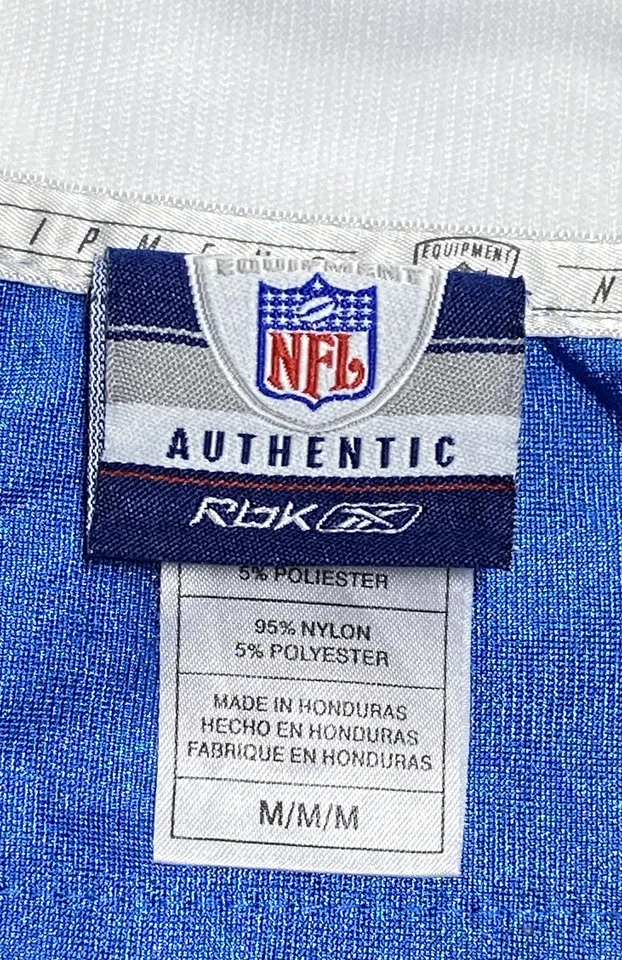 I P M E N
EQUIPMENT
N
EQUIPMENT
NFL
AUTHENTIC
RBK
5% POLIESTER
95% NYLON
5% POLYESTER
MADE IN HONDURAS
HECHO EN HONDURAS
FABRIQUE EN HONDURAS
M/M/M